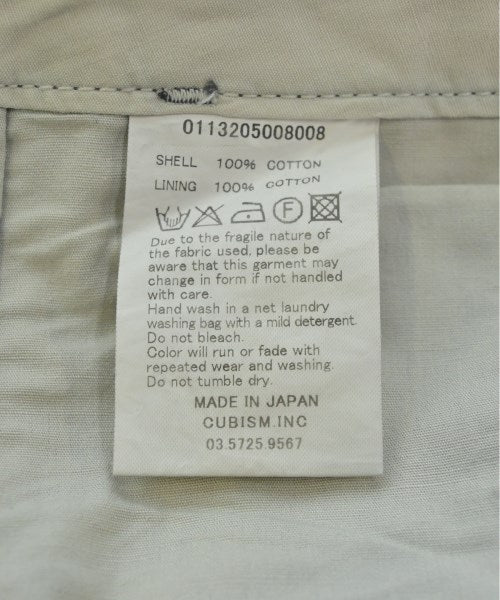 0113205008008
SHELL 100% COTTON
LINING 100% COTTON
F
Due to the fragile nature of
the fabric used, please be
aware that this garment may
change in form if not handled
with care.
Hand wash in a net laundry
washing bag with a mild detergent.
Do not bleach.
Color will run or fade with
repeated wear and washing.
Do not tumble dry.
MADE IN JAPAN
CUBISM.INC
03.5725.9567